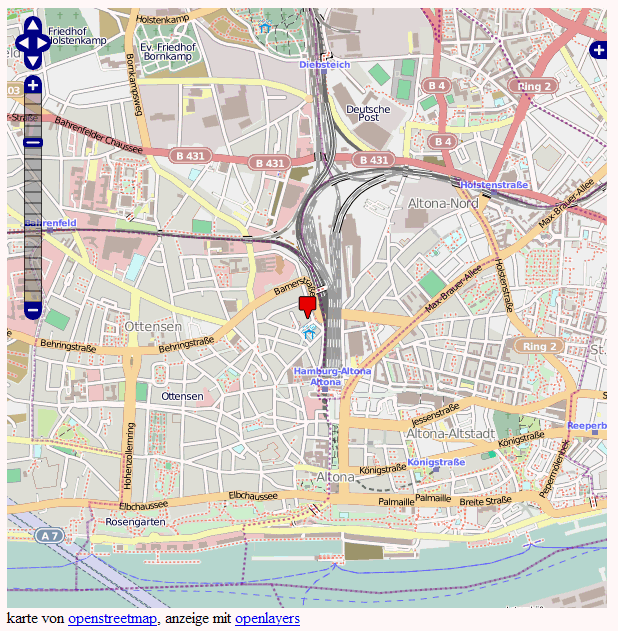 Friedhof
Holstenkamp
Holstenkamp
Ev. Friedhof
Bornkamp
Bornkampsweg
Diebsteich
Deutsche
Post
B 4
Ring 2
B 4
Bahrenfelder Chaussee
B 431
B 431
B 431
Holstenstraße
Altona-Nord
Max-Brauer-Allee
Bahrenfeld
Holstenstraße
Max-Brauer-Allee
Barnerstraße
Ottensen
Behringstraße
Behringstraße
Ring 2
St.
Hamburg-Altona
Altona
Ottensen
Jessenstraße
Altona-Altstadt
Königstraße
Reeperb
Hohenzollernring
Königstraße
Königstraße
Pepermölenbek
Altona
Elbchaussee
Elbchaussee
Palmaille
Palmaille
Breite Straße
Rosengarten
A 7
karte von openstreetmap, anzeige mit openlayers